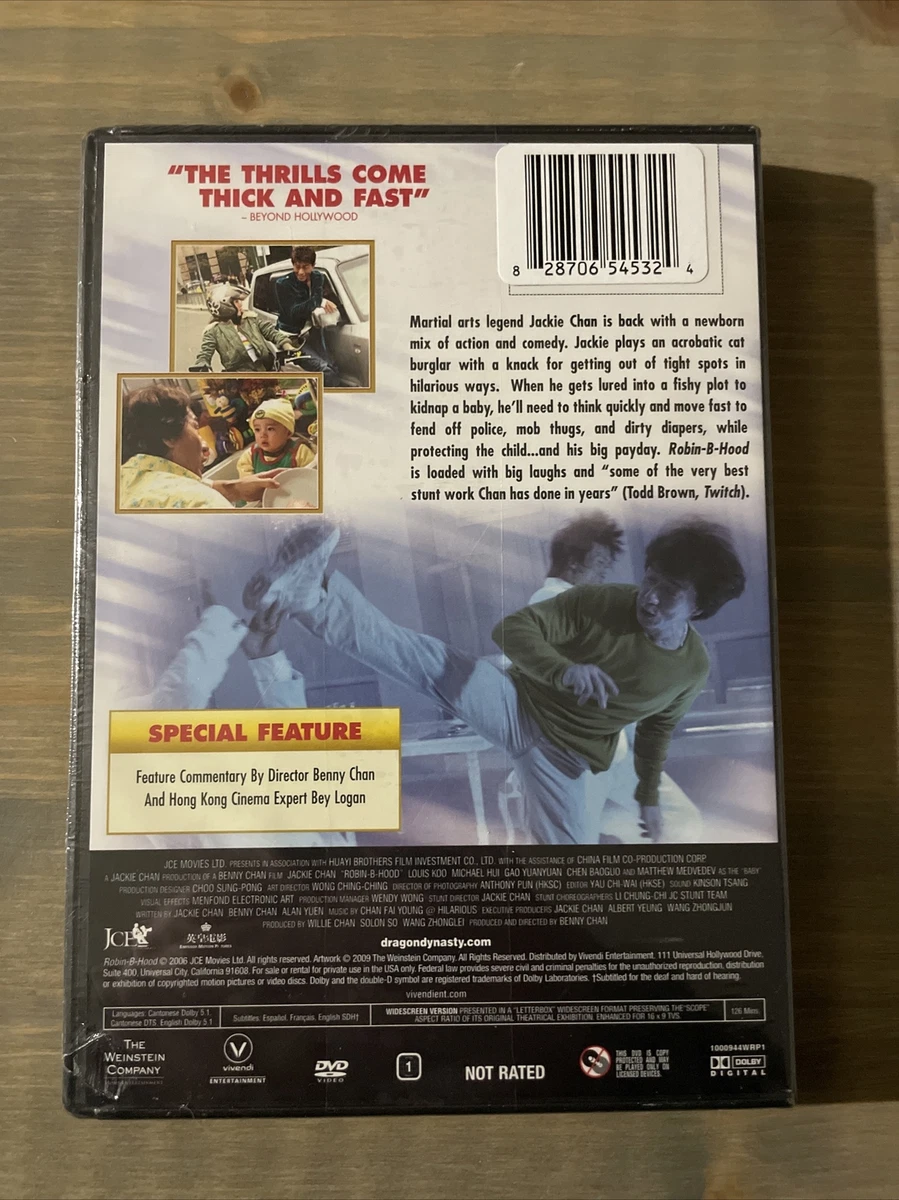 “THE THRILLS COME
THICK AND FAST”
– BEYOND HOLLYWOOD
8 28706 54532 4
Martial arts legend Jackie Chan is back with a newborn
mix of action and comedy. Jackie plays an acrobatic cat
burglar with a knack for getting out of tight spots in
hilarious ways. When he gets lured into a fishy plot to
kidnap a baby, he’ll need to think quickly and move fast to
fend off police, mob thugs, and dirty diapers, while
protecting the child...and his big payday. Robin-B-Hood
is loaded with big laughs and “some of the very best
stunt work Chan has done in years” (Todd Brown, Twitch).
SPECIAL FEATURE
Feature Commentary By Director Benny Chan
And Hong Kong Cinema Expert Bey Logan
JCE MOVIES LTD. PRESENTS IN ASSOCIATION WITH HUAYI BROTHERS FILM INVESTMENT CO., LTD. WITH THE ASSISTANCE OF CHINA FILM CO-PRODUCTION CORP
A JACKIE CHAN PRODUCTION OF A BENNY CHAN FILM JACKIE CHAN “ROBIN-B-HOOD” LOUIS KOO MICHAEL HUI GAO YUANYUAN CHEN BAOGUO AND MATTHEW MEDVEDEV AS THE “BABY”
PRODUCTION DESIGNER CHOO SUNG-PONG ART DIRECTOR WONG CHING-CHING DIRECTOR OF PHOTOGRAPHY ANTHONY PUN (HKSC) EDITOR YAU CHI-WAI (HKSE) SOUND KINSON TSANG
VISUAL EFFECTS MENFOND ELECTRONIC ART PRODUCTION MANAGER WENDY WONG STUNT DIRECTOR JACKIE CHAN STUNT CHOREOGRAPHERS LI CHUNG-CHI JC STUNT TEAM
WRITTEN BY JACKIE CHAN BENNY CHAN ALAN YUEN MUSIC BY CHAN FAI YOUNG @ HILARIOUS EXECUTIVE PRODUCERS JACKIE CHAN ALBERT YEUNG WANG ZHONGJUN
PRODUCED BY WILLIE CHAN SOLON SO WANG ZHONGLEI PRODUCED AND DIRECTED BY BENNY CHAN
JCE 英皇電影
dragondynasty.com
Robin-B-Hood © 2006 JCE Movies Ltd. All rights reserved. Artwork © 2009 The Weinstein Company. All Rights Reserved. Distributed by Vivendi Entertainment. 111 Universal Hollywood Drive,
Suite 400, Universal City, California 91608. For sale or rental for private use in the USA only. Federal law provides severe civil and criminal penalties for the unauthorized reproduction, distribution
or exhibition of copyrighted motion pictures or video discs. Dolby and the double-D symbol are registered trademarks of Dolby Laboratories. †Subtitled for the deaf and hard of hearing.
vivendient.com
Languages: Cantonese Dolby 5.1,
Cantonese DTS, English Dolby 5.1
Subtitles: Español, Français, English SDH†
WIDESCREEN VERSION PRESENTED IN A “LETTERBOX” WIDESCREEN FORMAT PRESERVING THE “SCOPE”
ASPECT RATIO OF ITS ORIGINAL THEATRICAL EXHIBITION. ENHANCED FOR 16 x 9 TVS.
126 Mins.
THE
WEINSTEIN
COMPANY
vivendi
ENTERTAINMENT
DVD
VIDEO
1
NOT RATED
THIS DVD IS COPY
PROTECTED AND MAY
BE PLAYED ONLY ON
LICENSED DEVICES.
1000944WRP1
DOLBY
DIGITAL